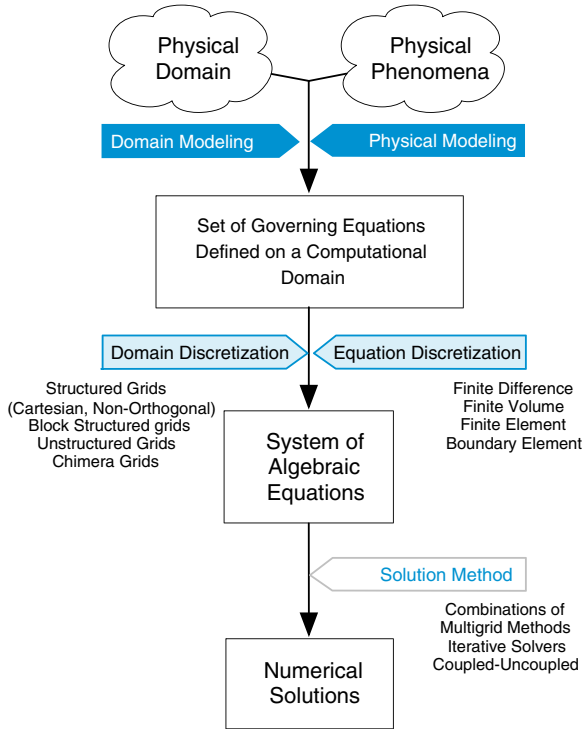 Physical
Domain
Physical
Phenomena
Domain Modeling
Physical Modeling
Set of Governing Equations
Defined on a Computational
Domain
Domain Discretization
Equation Discretization
Structured Grids
(Cartesian, Non-Orthogonal)
Block Structured grids
Unstructured Grids
Chimera Grids
Finite Difference
Finite Volume
Finite Element
Boundary Element
System of
Algebraic
Equations
Solution Method
Combinations of
Multigrid Methods
Iterative Solvers
Coupled-Uncoupled
Numerical
Solutions